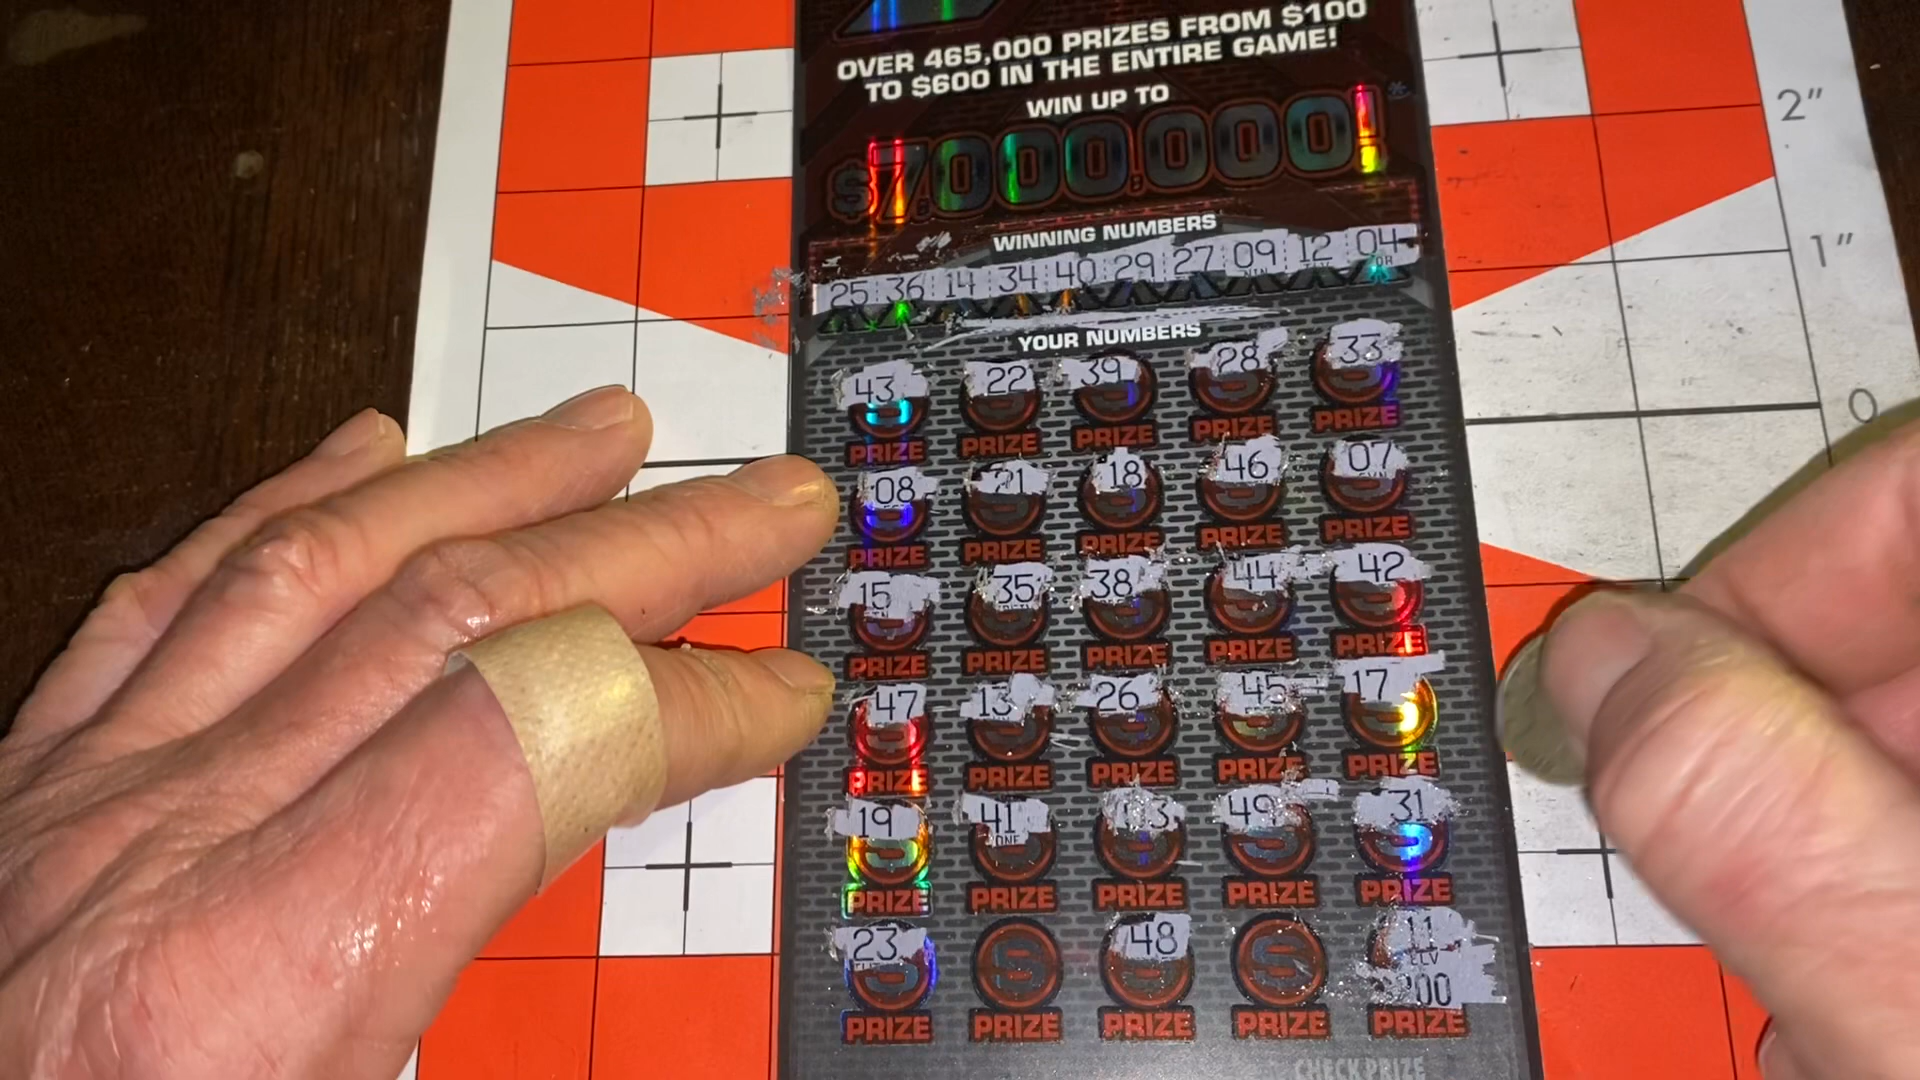 OVER 465,000 PRIZES FROM $100
TO $600 IN THE ENTIRE GAME!
WIN UP TO
$7,000,000!*
WINNING NUMBERS
25 36 14 34 40 29 27 09 12 04
YOUR NUMBERS
43 22 39 28 33
PRIZE PRIZE PRIZE PRIZE PRIZE
08 21 18 46 07
PRIZE PRIZE PRIZE PRIZE PRIZE
15 35 38 44 42
PRIZE PRIZE PRIZE PRIZE PRIZE
47 13 26 45 17
PRIZE PRIZE PRIZE PRIZE PRIZE
19 41 03 49 31
ONE
PRIZE PRIZE PRIZE PRIZE PRIZE
23 48 11
ELV
PRIZE PRIZE PRIZE PRIZE PRIZE
CHECK PRIZE
2"
1"
0